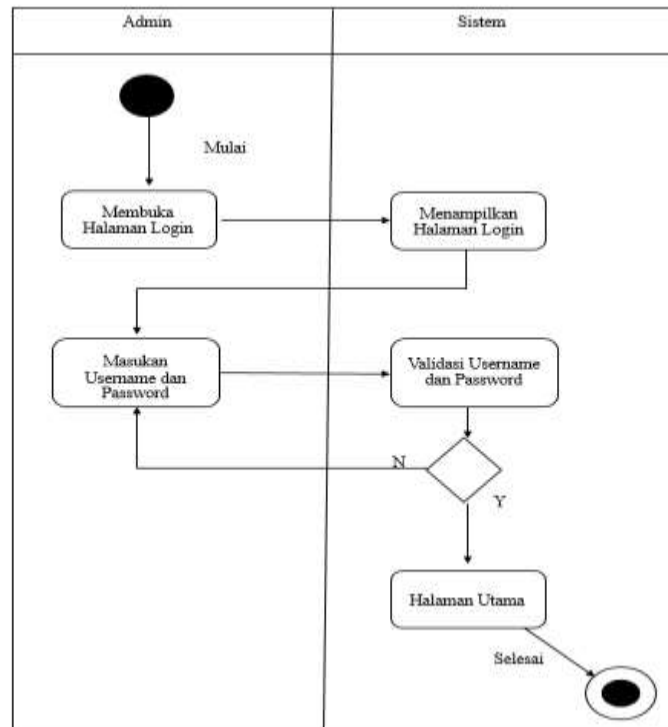 Admin
Sistem
Mulai
Membuka
Halaman Login
Menampilkan
Halaman Login
Masukan
Username dan
Password
Validasi Username
dan Password
N
Y
Halaman Utama
Selesai